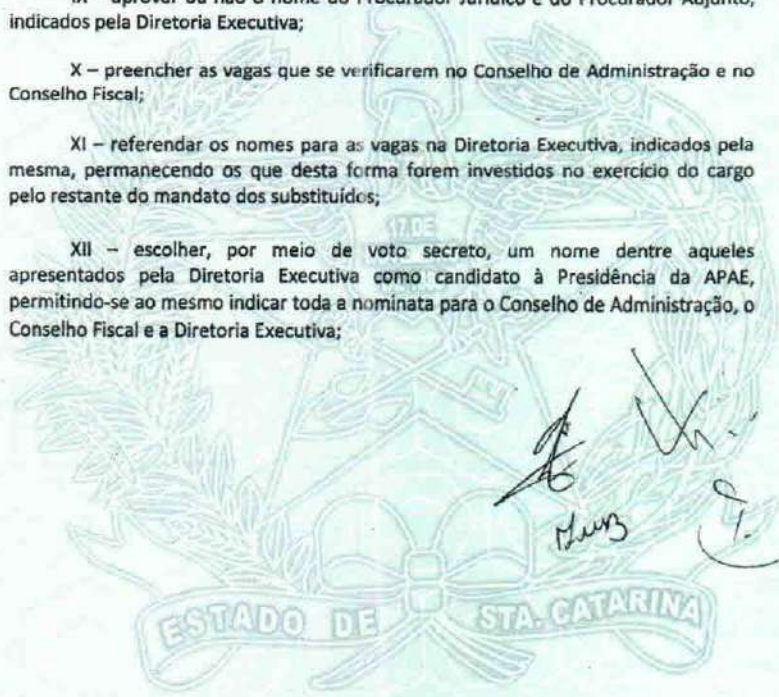 IX – aprovar ou não o nome do Procurador Jurídico e do Procurador Adjunto,
indicados pela Diretoria Executiva;
X – preencher as vagas que se verificarem no Conselho de Administração e no
Conselho Fiscal;
XI – referendar os nomes para as vagas na Diretoria Executiva, indicados pela
mesma, permanecendo os que desta forma forem investidos no exercício do cargo
pelo restante do mandato dos substituídos;
17 DE
XII – escolher, por meio de voto secreto, um nome dentre aqueles
apresentados pela Diretoria Executiva como candidato à Presidência da APAE,
permitindo-se ao mesmo indicar toda a nominata para o Conselho de Administração, o
Conselho Fiscal e a Diretoria Executiva;
ESTADO DE STA. CATARINA